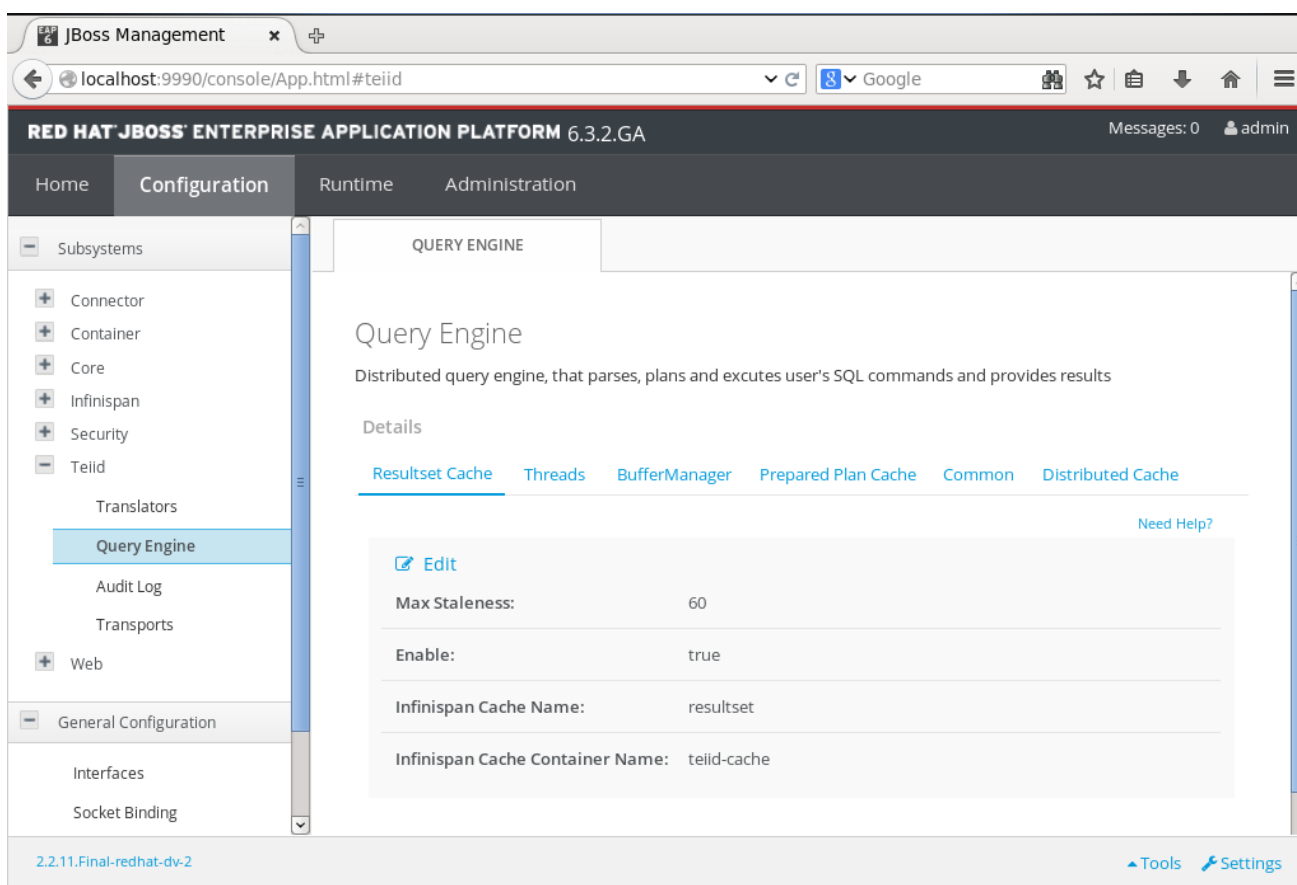 EAP 6 JBoss Management
localhost:9990/console/App.html#teiid
8 Google
RED HAT JBOSS ENTERPRISE APPLICATION PLATFORM 6.3.2.GA
Messages: 0 admin
Home Configuration Runtime Administration
Subsystems
Connector
Container
Core
Infinispan
Security
Teiid
Translators
Query Engine
Audit Log
Transports
Web
General Configuration
Interfaces
Socket Binding
QUERY ENGINE
Query Engine
Distributed query engine, that parses, plans and excutes user's SQL commands and provides results
Details
Resultset Cache Threads BufferManager Prepared Plan Cache Common Distributed Cache
Need Help?
Edit
Max Staleness: 60
Enable: true
Infinispan Cache Name: resultset
Infinispan Cache Container Name: teiid-cache
2.2.11.Final-redhat-dv-2
Tools Settings